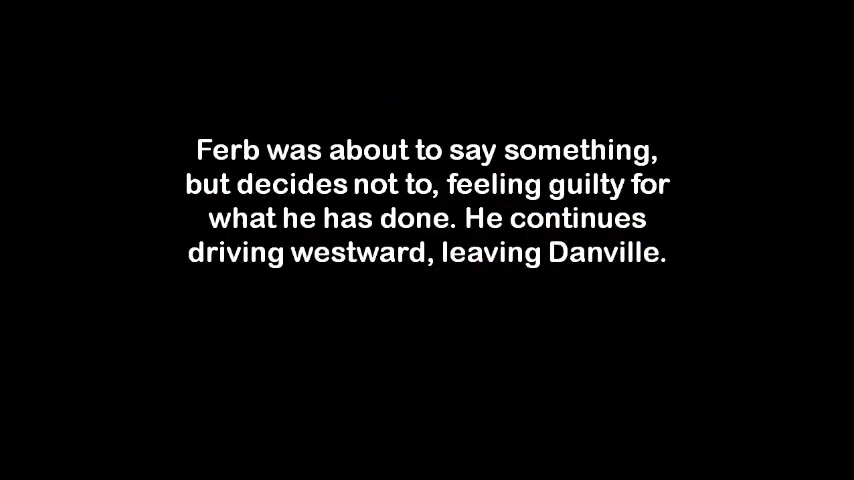 Ferb was about to say something,
but decides not to, feeling guilty for
what he has done. He continues
driving westward, leaving Danville.